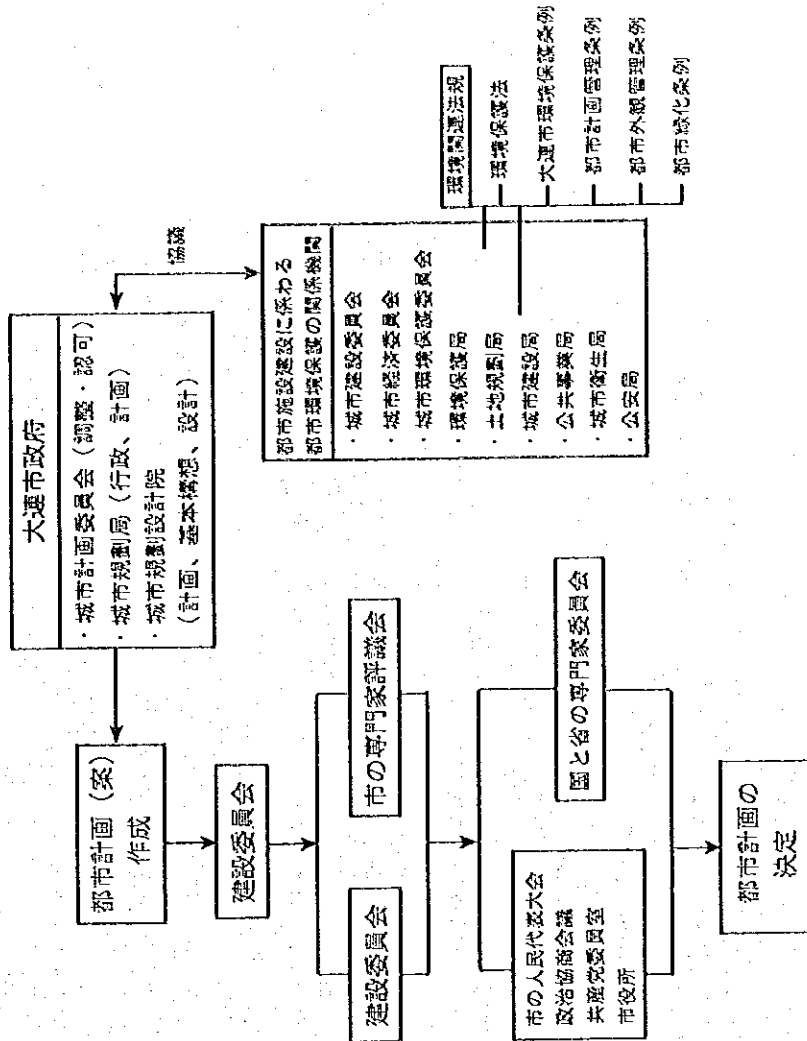 大連市政府
・城市計画委員会（調整・認可）
・城市規劃局（行政、計画）
・城市規劃設計院
（計画、基本構想、設計）
協議
都市計画（案）
作成
建設委員会
建設委員会
市の専門家評議会
市の人民代表大会
政治協商会議
共産党委員室
市役所
国と省の専門家委員会
都市計画の
決定
都市施設建設に係わる
都市環境保護の関係機関
・城市建設委員会
・城市経済委員会
・城市環境保護委員会
・環境保護局
・土地規劃局
・城市建設局
・公共事業局
・城市衛生局
・公安局
環境関連法規
環境保護法
大連市環境保護条例
都市計画管理条例
都市外観管理条例
都市緑化条例